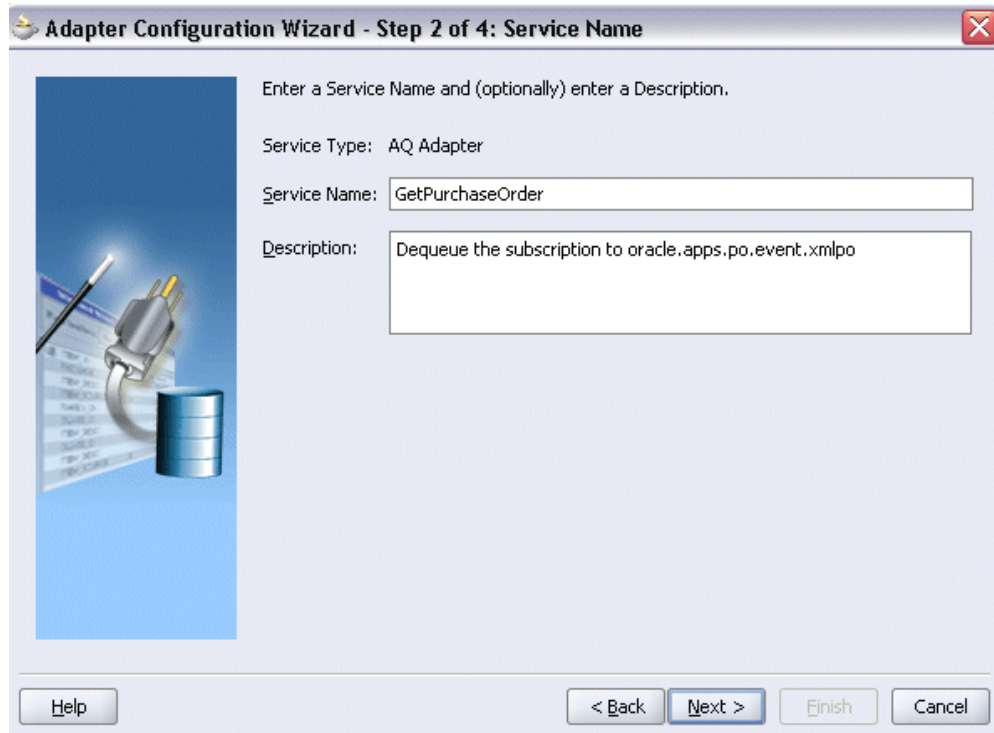 Adapter Configuration Wizard - Step 2 of 4: Service Name
Enter a Service Name and (optionally) enter a Description.
Service Type: AQ Adapter
Service Name: GetPurchaseOrder
Description: Dequeue the subscription to oracle.apps.po.event.xmlpo
Help
< Back
Next >
Finish
Cancel